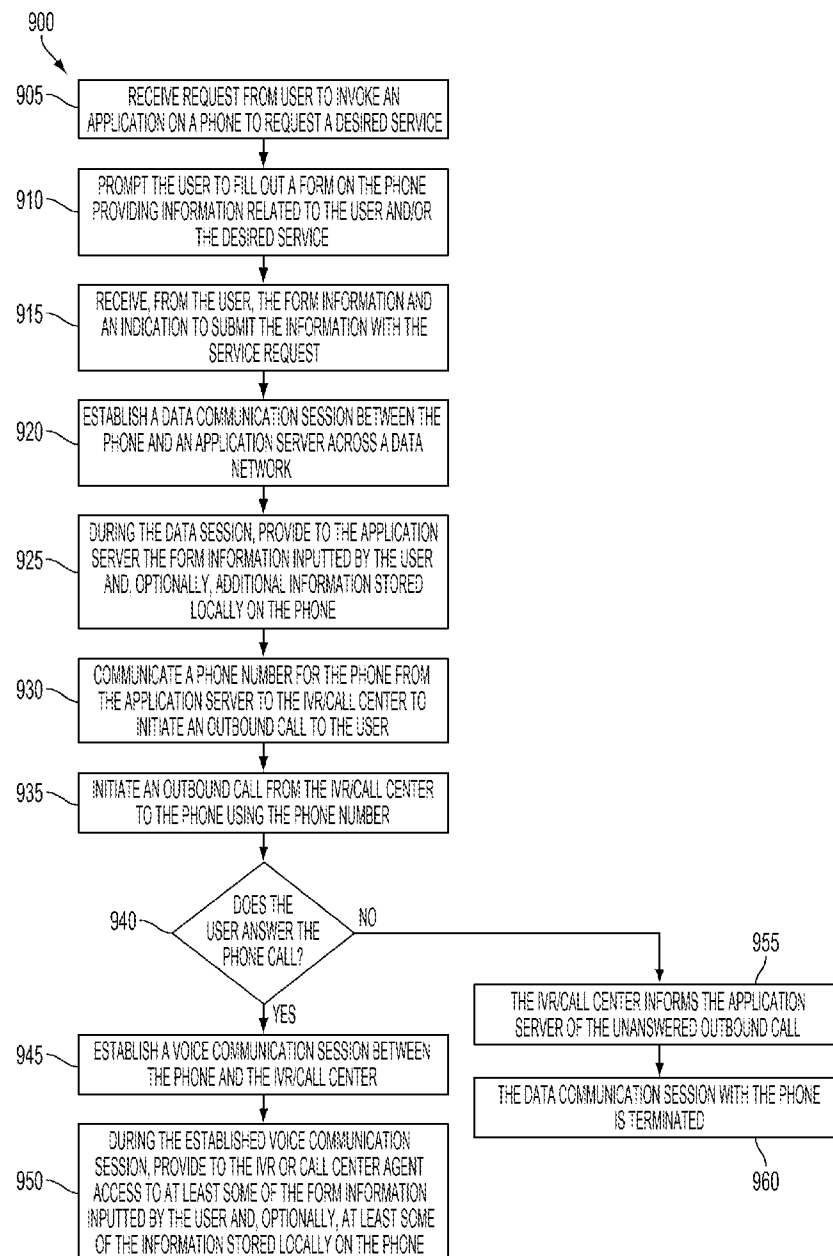 900
905
RECEIVE REQUEST FROM USER TO INVOKE AN
APPLICATION ON A PHONE TO REQUEST A DESIRED SERVICE
910
PROMPT THE USER TO FILL OUT A FORM ON THE PHONE
PROVIDING INFORMATION RELATED TO THE USER AND/OR
THE DESIRED SERVICE
915
RECEIVE, FROM THE USER, THE FORM INFORMATION AND
AN INDICATION TO SUBMIT THE INFORMATION WITH THE
SERVICE REQUEST
920
ESTABLISH A DATA COMMUNICATION SESSION BETWEEN THE
PHONE AND AN APPLICATION SERVER ACROSS A DATA
NETWORK
925
DURING THE DATA SESSION, PROVIDE TO THE APPLICATION
SERVER THE FORM INFORMATION INPUTTED BY THE USER
AND, OPTIONALLY, ADDITIONAL INFORMATION STORED
LOCALLY ON THE PHONE
930
COMMUNICATE A PHONE NUMBER FOR THE PHONE FROM
THE APPLICATION SERVER TO THE IVR/CALL CENTER TO
INITIATE AN OUTBOUND CALL TO THE USER
935
INITIATE AN OUTBOUND CALL FROM THE IVR/CALL CENTER
TO THE PHONE USING THE PHONE NUMBER
940
DOES THE
USER ANSWER THE
PHONE CALL?
NO
YES
955
THE IVR/CALL CENTER INFORMS THE APPLICATION
SERVER OF THE UNANSWERED OUTBOUND CALL
945
ESTABLISH A VOICE COMMUNICATION SESSION BETWEEN
THE PHONE AND THE IVR/CALL CENTER
THE DATA COMMUNICATION SESSION WITH THE PHONE
IS TERMINATED
960
950
DURING THE ESTABLISHED VOICE COMMUNICATION
SESSION, PROVIDE TO THE IVR OR CALL CENTER AGENT
ACCESS TO AT LEAST SOME OF THE FORM INFORMATION
INPUTTED BY THE USER AND, OPTIONALLY, AT LEAST SOME
OF THE INFORMATION STORED LOCALLY ON THE PHONE